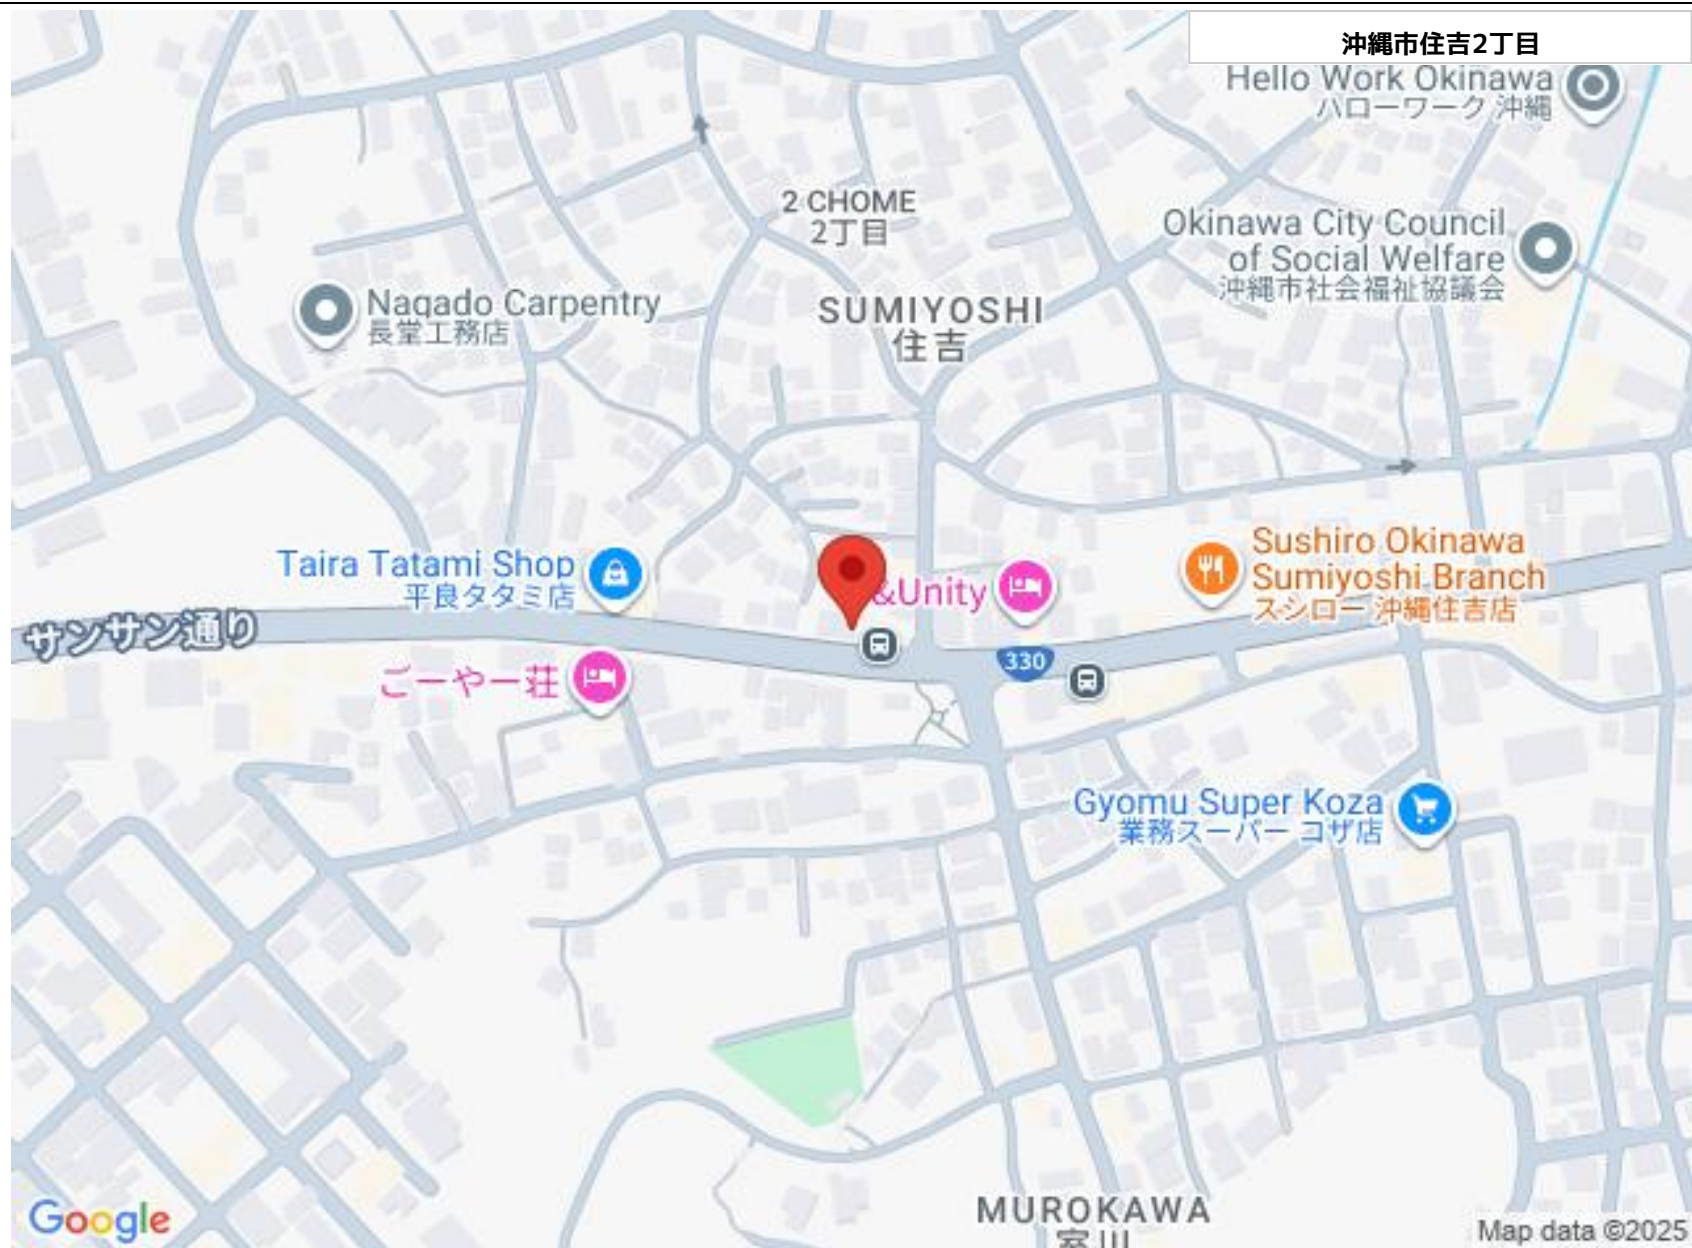 沖縄市住吉2丁目
Hello Work Okinawa
ハローワーク 沖縄
2 CHOME
2丁目
Okinawa City Council
of Social Welfare
沖縄市社会福祉協議会
Nagado Carpentry
長堂工務店
SUMIYOSHI
住吉
Taira Tatami Shop
平良タタミ店
&Unity
Sushiro Okinawa
Sumiyoshi Branch
スシロー 沖縄住吉店
サンサン通り
330
ごーやー荘
Gyomu Super Koza
業務スーパー コザ店
MUROKAWA
室川
Google
Map data ©2025